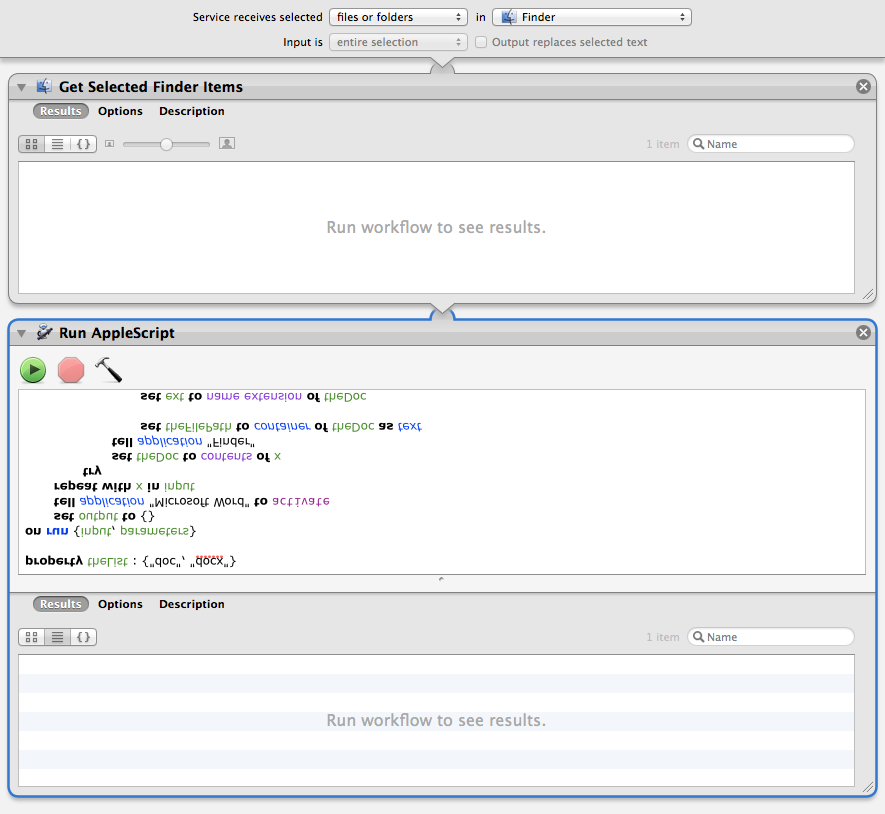 Service receives selected files or folders in Finder
Input is entire selection Output replaces selected text
Get Selected Finder Items
Results Options Description
1 item Name
Run workflow to see results.
Run AppleScript
property theList : {"doc", "docx"}
on run {input, parameters}
set output to {}
tell application "Microsoft Word" to activate
repeat with x in input
try
set theDoc to contents of x
tell application "Finder"
set theFilePath to container of theDoc as text
set ext to name extension of theDoc
Results Options Description
1 item Name
Run workflow to see results.